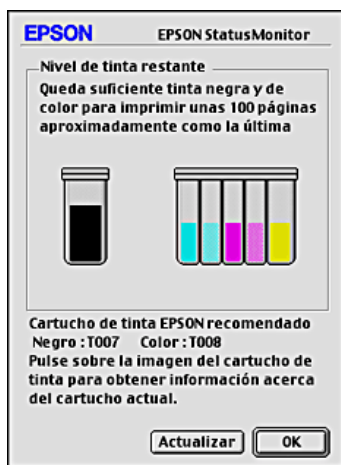 EPSON EPSON StatusMonitor
Nivel de tinta restante
Queda suficiente tinta negra y de
color para imprimir unas 100 páginas
aproximadamente como la última
Cartucho de tinta EPSON recomendado
Negro : T007 Color : T008
Pulse sobre la imagen del cartucho de
tinta para obtener información acerca
del cartucho actual.
Actualizar OK